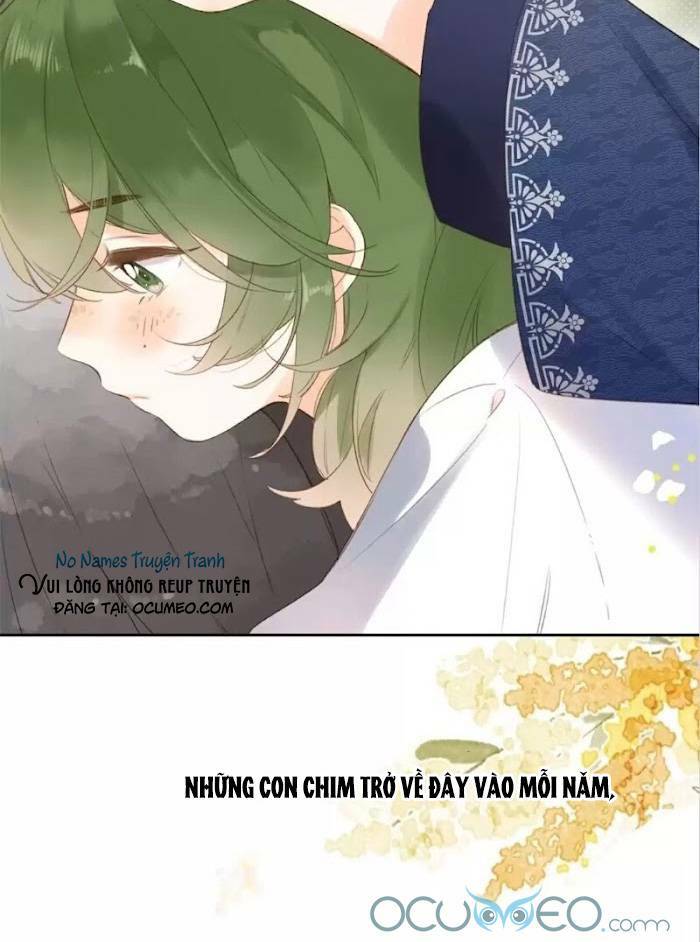 No Names Truyện Tranh
Vui lòng không reup truyện
Đăng tại: ocumeo.com
NHỮNG CON CHIM TRỞ VỀ ĐÂY VÀO MỖI NĂM,
OCUMEO.com